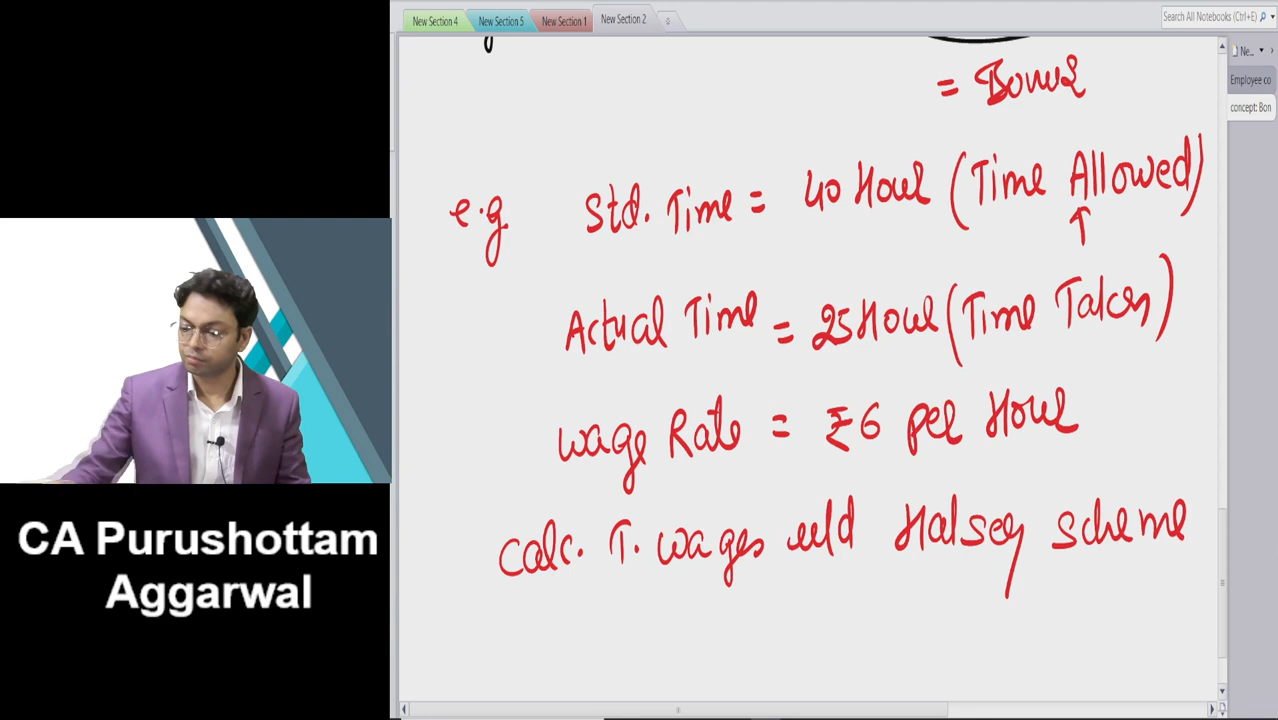 New Section 4 New Section 5 New Section 1 New Section 2
Search All Notebooks (Ctrl+E)
Ne...
Employee co
concept: Bon
= Bonus
e.g Std. Time = 40 Hour (Time Allowed)
Actual Time = 25 Hour (Time Taken)
wage Rate = ₹6 per Hour
Calc. T. wages Halsey scheme
CA Purushottam
Aggarwal